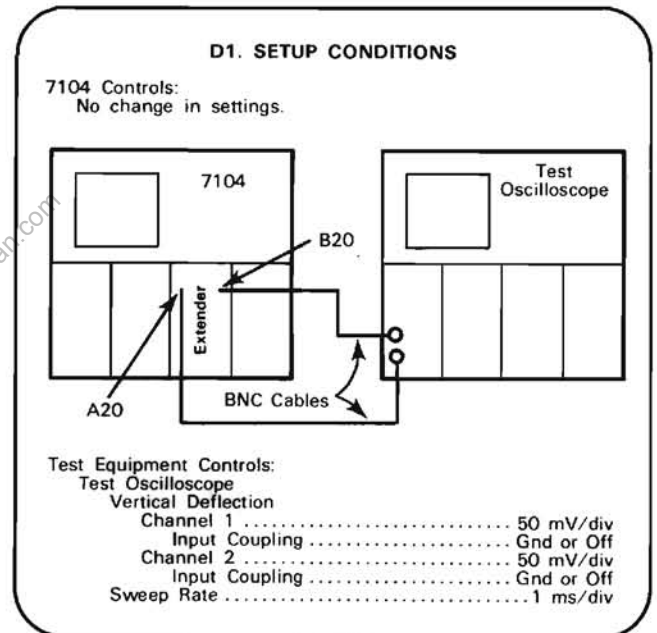 D1. SETUP CONDITIONS
7104 Controls:
No change in settings.
7104
Test
Oscilloscope
B20
Extender
A20
BNC Cables
Test Equipment Controls:
Test Oscilloscope
Vertical Deflection
Channel 1 ............................... 50 mV/div
Input Coupling ........................ Gnd or Off
Channel 2 ............................... 50 mV/div
Input Coupling ........................ Gnd or Off
Sweep Rate ................................. 1 ms/div
an.com